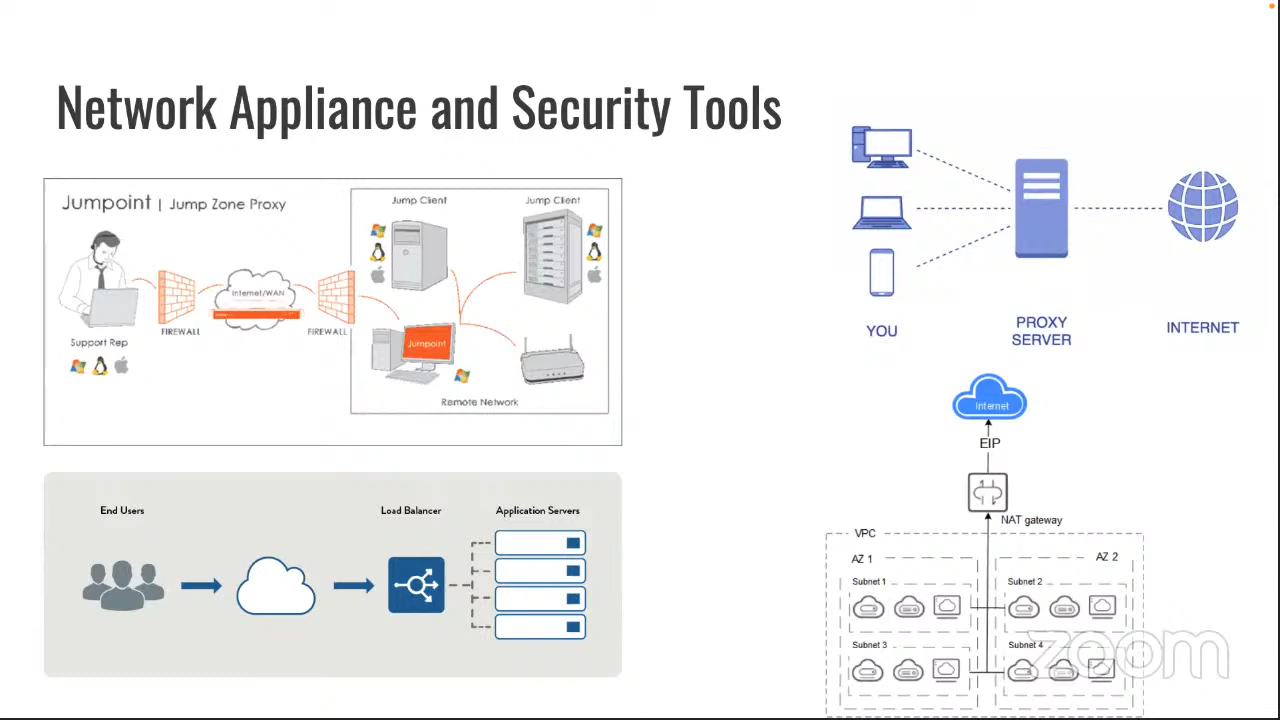 Network Appliance and Security Tools
Jumpoint | Jump Zone Proxy
Jump Client
Jump Client
Internet/WAN
FIREWALL
FIREWALL
Support Rep
Jumpoint
Remote Network
YOU
PROXY
SERVER
INTERNET
Internet
EIP
NAT gateway
VPC
AZ 1
AZ 2
Subnet 1
Subnet 2
Subnet 3
Subnet 4
End Users
Load Balancer
Application Servers
zoom